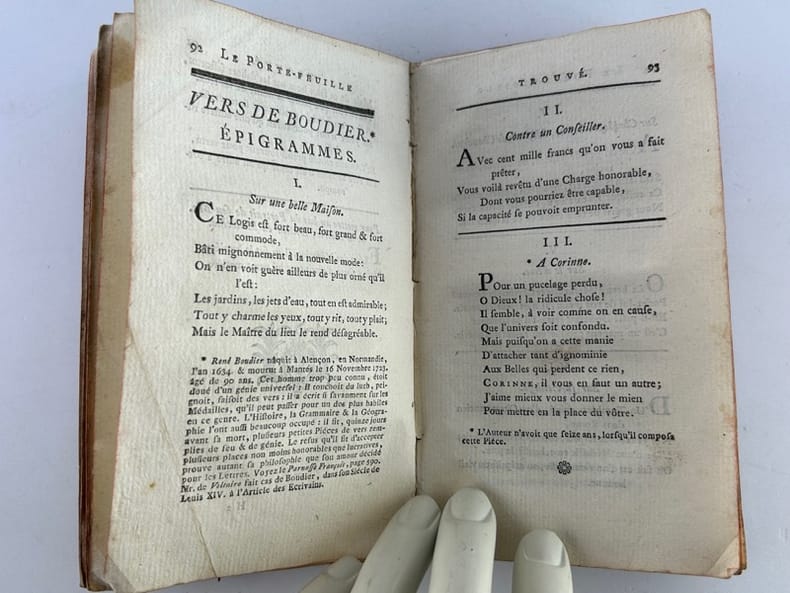 92 LE PORTE-FEUILLE
VERS DE BOUDIER.*
ÉPIGRAMMES.
I.
Sur une belle Maiſon.
CE Logis eſt fort beau, fort grand & fort
commode,
Bâti mignonnement à la nouvelle mode:
On n'en voit guère ailleurs de plus orné qu'il
l'eſt:
Les jardins, les jets d'eau, tout en eſt admirable;
Tout y charme les yeux, tout y rit, tout y plait;
Mais le Maître du lieu le rend déſagréable.
* René Boudier nâquit à Alençon, en Normandie,
l'an 1634 & mourut à Mantes le 16 Novembre 1723.
âgé de 90 ans. Cet homme trop peu connu, étoit
doué d'un génie univerſel: Il touchoit du luth, pei-
gnoit, faiſoit des vers: il a écrit ſi ſavamment ſur les
Médailles, qu'il peut paſſer pour un des plus habiles
en ce genre. L'Hiſtoire, la Grammaire & la Géogra-
phie l'ont auſſi beaucoup occupé: il fit, quinze jours
avant ſa mort, pluſieurs petites Piéces de vers rem-
plies de feu & de génie. Le refus qu'il fit d'accepter
pluſieurs places non moins honorables que lucratives,
prouve autant ſa philoſophie que ſon amour décidé
pour les Lettres. Voyez le Parnaſſe François, page 590.
Mr. de Voltaire fait cas de Boudier, dans ſon Siécle de
Louis XIV. à l'Article des Ecrivains.
TROUVÉ. 93
II.
Contre un Conſeiller.
AVec cent mille francs qu'on vous a fait
prêter,
Vous voilà revêtu d'une Charge honorable,
Dont vous pourriez être capable,
Si la capacité ſe pouvoit emprunter.
III.
* A Corinne.
POur un pucelage perdu,
O Dieux! la ridicule choſe!
Il ſemble, à voir comme on en cauſe,
Que l'univers ſoit confondu.
Mais puiſqu'on a cette manie
D'attacher tant d'ignominie
Aux Belles qui perdent ce rien,
CORINNE, il vous en faut un autre;
J'aime mieux vous donner le mien
Pour mettre en la place du vôtre.
* L'Auteur n'avoit que ſeize ans, lorſqu'il compoſa
cette Piéce.